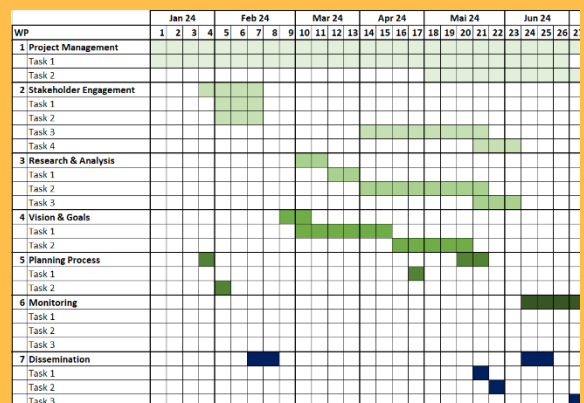 Jan 24 Feb 24 Mar 24 Apr 24 Mai 24 Jun 24
WP 1 2 3 4 5 6 7 8 9 10 11 12 13 14 15 16 17 18 19 20 21 22 23 24 25 26 27
1 Project Management
Task 1
Task 2
2 Stakeholder Engagement
Task 1
Task 2
Task 3
Task 4
3 Research & Analysis
Task 1
Task 2
Task 3
4 Vision & Goals
Task 1
Task 2
5 Planning Process
Task 1
Task 2
6 Monitoring
Task 1
Task 2
Task 3
7 Dissemination
Task 1
Task 2
Task 3